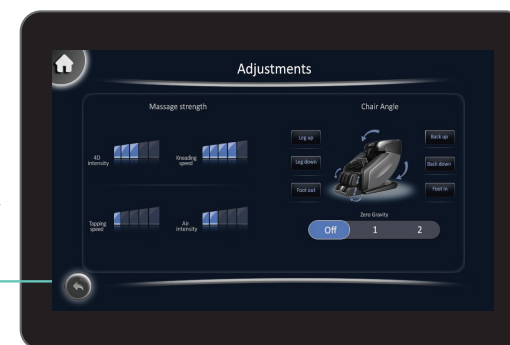 Adjustments
Massage strength
4D
intensity
Kneading
speed
Tapping
speed
Air
intensity
Chair Angle
Leg up
Back up
Leg down
Back down
Foot out
Foot in
Zero Gravity
Off 1 2